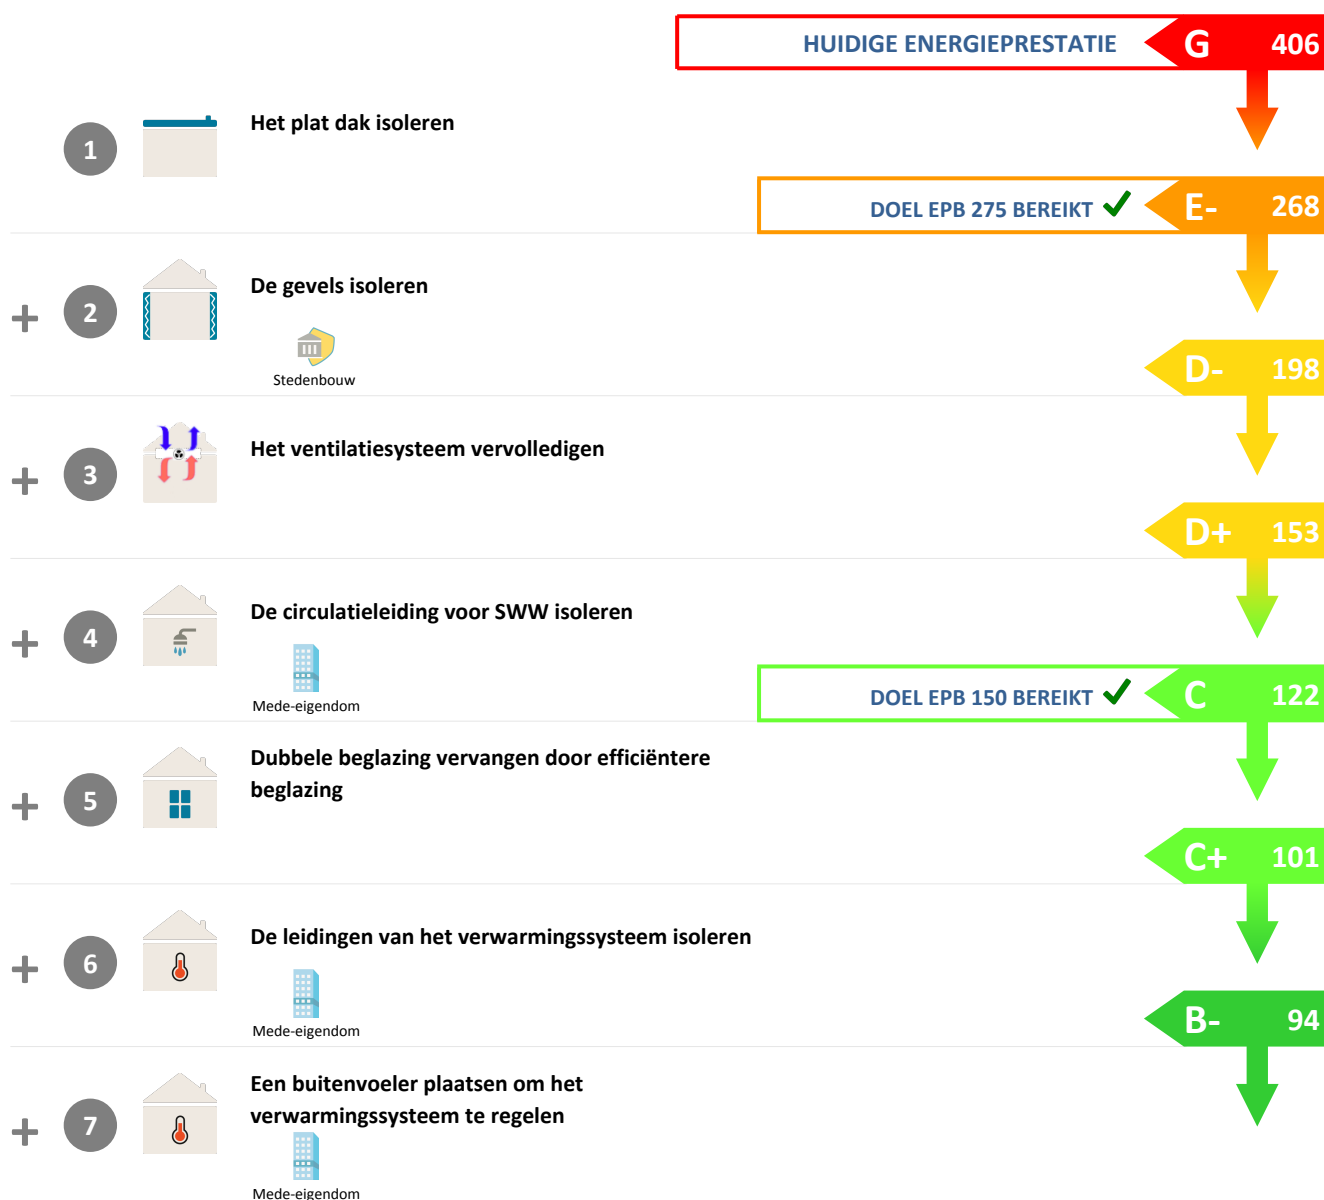 HUIDIGE ENERGIEPRESTATIE G 406
1 Het plat dak isoleren
DOEL EPB 275 BEREIKT E- 268
+ 2 De gevels isoleren
Stedenbouw
D- 198
+ 3 Het ventilatiesysteem vervolledigen
D+ 153
+ 4 De circulatieleiding voor SWW isoleren
Mede-eigendom
DOEL EPB 150 BEREIKT C 122
+ 5 Dubbele beglazing vervangen door efficiëntere
beglazing
C+ 101
+ 6 De leidingen van het verwarmingssysteem isoleren
Mede-eigendom
B- 94
+ 7 Een buitenvoeler plaatsen om het
verwarmingssysteem te regelen
Mede-eigendom